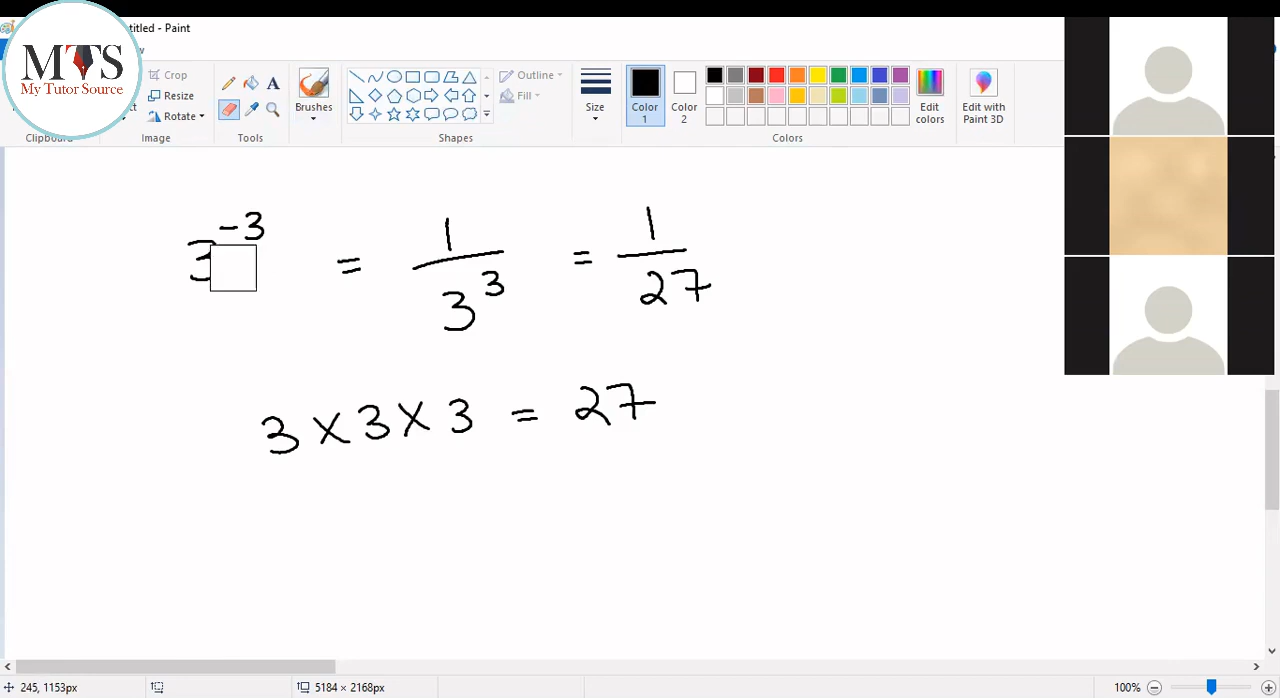 MTS
My Tutor Source
titled - Paint
Crop
Resize
Rotate
Brushes
Outline
Fill
Size
Color 1
Color 2
Edit colors
Edit with Paint 3D
Image
Tools
Shapes
Colors
3⁻³ = 1/3³ = 1/27
3 × 3 × 3 = 27
245, 1153px
5184 × 2168px
100%